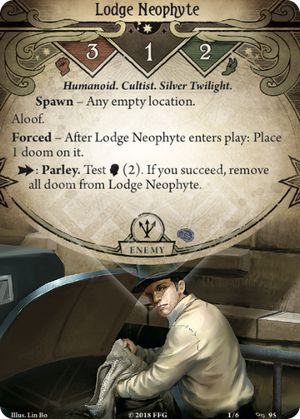 Lodge Neophyte
3 1 2
Humanoid. Cultist. Silver Twilight.
Spawn – Any empty location.
Aloof.
Forced – After Lodge Neophyte enters play: Place
1 doom on it.
: Parley. Test (2). If you succeed, remove
all doom from Lodge Neophyte.
ENEMY
Illus. Lin Bo
© 2018 FFG
1/6
95